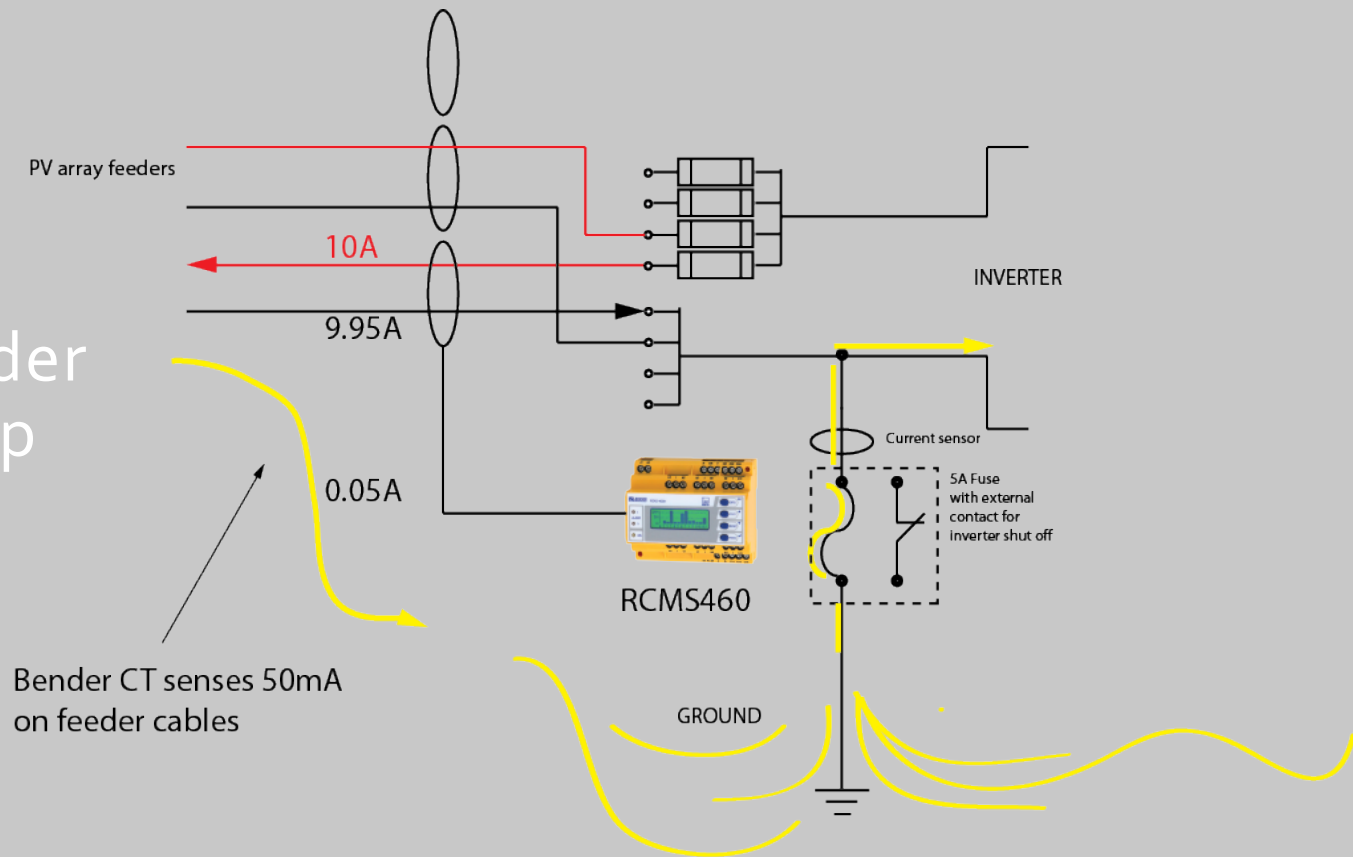 PV array feeders
10A
INVERTER
9.95A
der
p
Current sensor
5A Fuse
with external
contact for
inverter shut off
0.05A
RCMS460
Bender CT senses 50mA
on feeder cables
GROUND